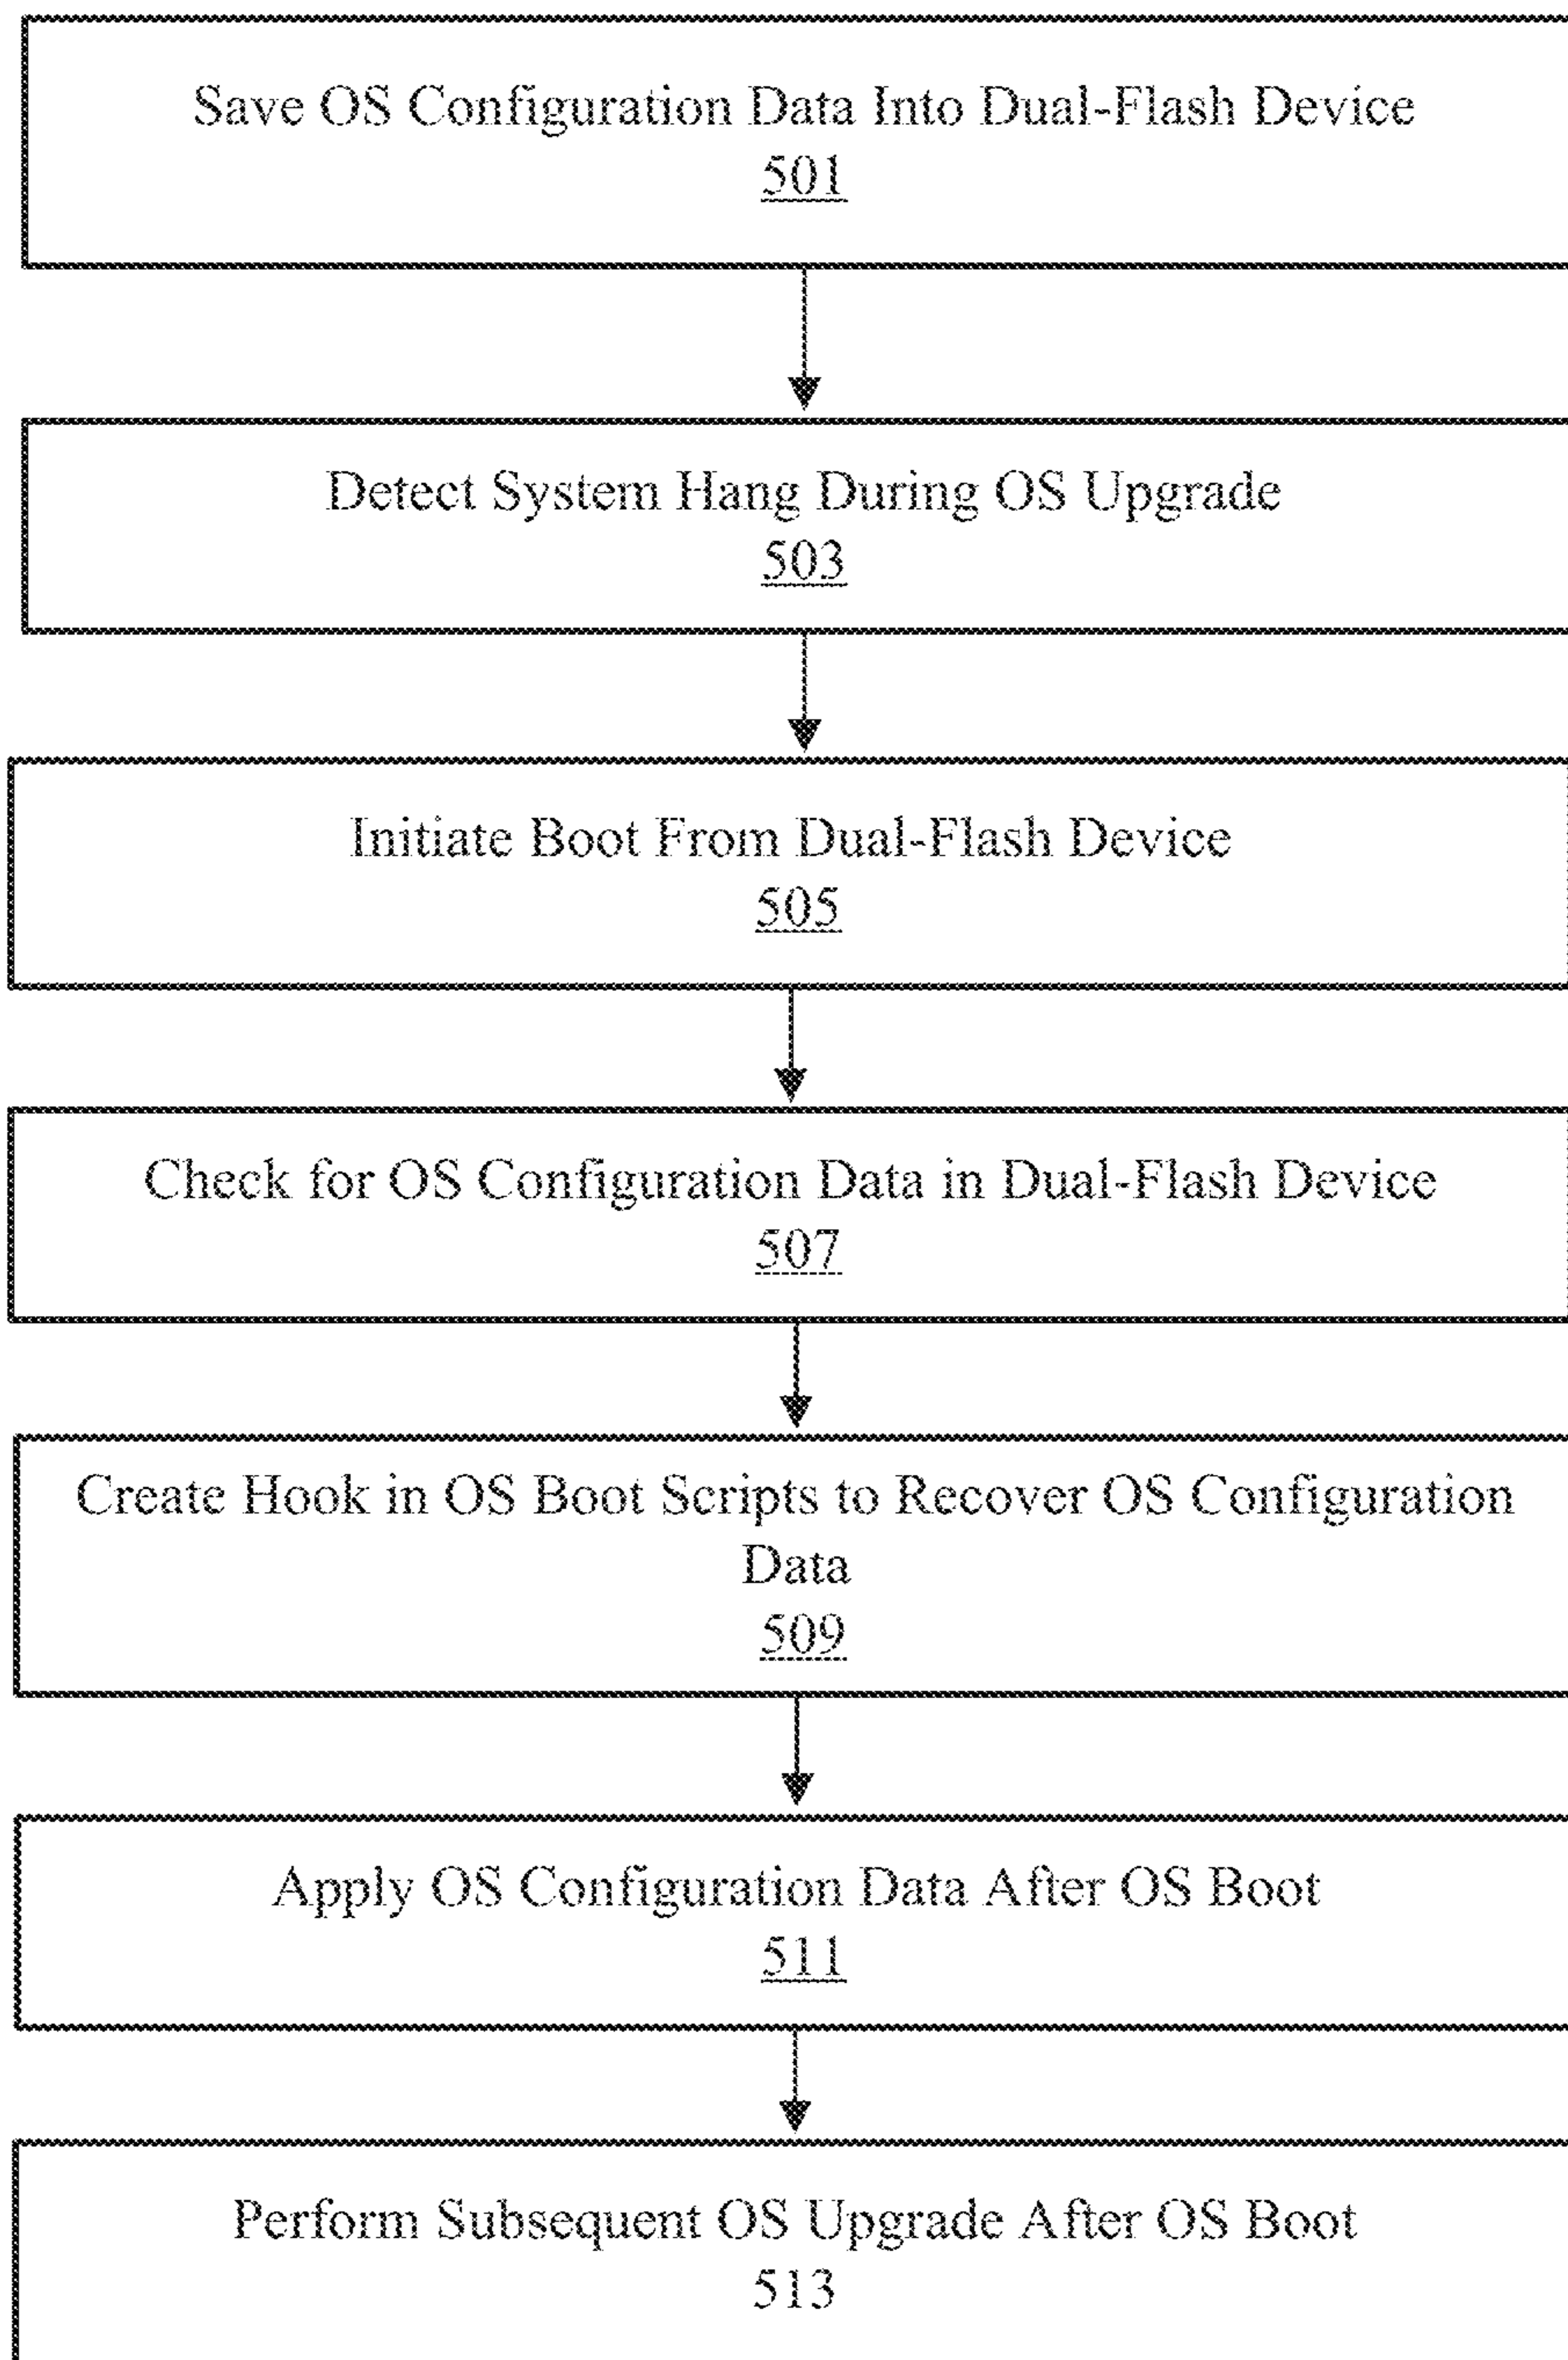 Save OS Configuration Data Into Dual-Flash Device
501
Detect System Hang During OS Upgrade
503
Initiate Boot From Dual-Flash Device
505
Check for OS Configuration Data in Dual-Flash Device
507
Create Hook in OS Boot Scripts to Recover OS Configuration
Data
509
Apply OS Configuration Data After OS Boot
511
Perform Subsequent OS Upgrade After OS Boot
513